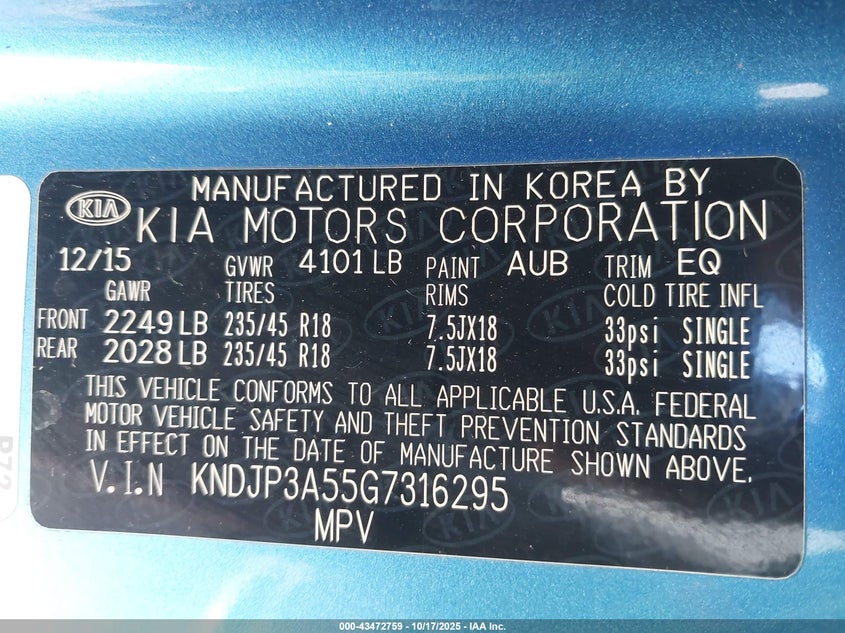 MANUFACTURED IN KOREA BY
KIA KIA MOTORS CORPORATION
12/15 GVWR 4101 LB PAINT AUB TRIM EQ
GAWR TIRES RIMS COLD TIRE INFL
FRONT 2249 LB 235/45 R18 7.5JX18 33psi SINGLE
REAR 2028 LB 235/45 R18 7.5JX18 33psi SINGLE
THIS VEHICLE CONFORMS TO ALL APPLICABLE U.S.A. FEDERAL
MOTOR VEHICLE SAFETY AND THEFT PREVENTION STANDARDS
IN EFFECT ON THE DATE OF MANUFACTURE SHOWN ABOVE.
V.I.N KNDJP3A55G7316295
MPV
000-43472759 - 10/17/2025 - IAA Inc.